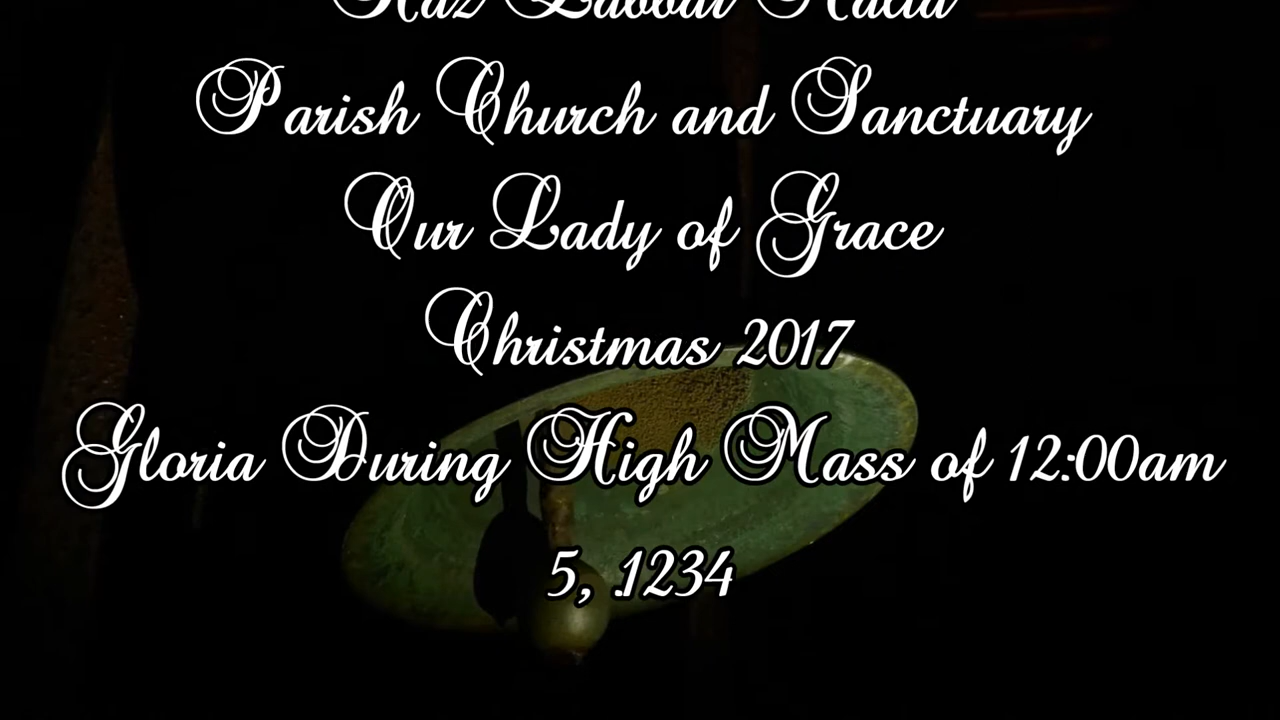 Parish Church and Sanctuary
Our Lady of Grace
Christmas 2017
Gloria During High Mass of 12:00am
5, .1234